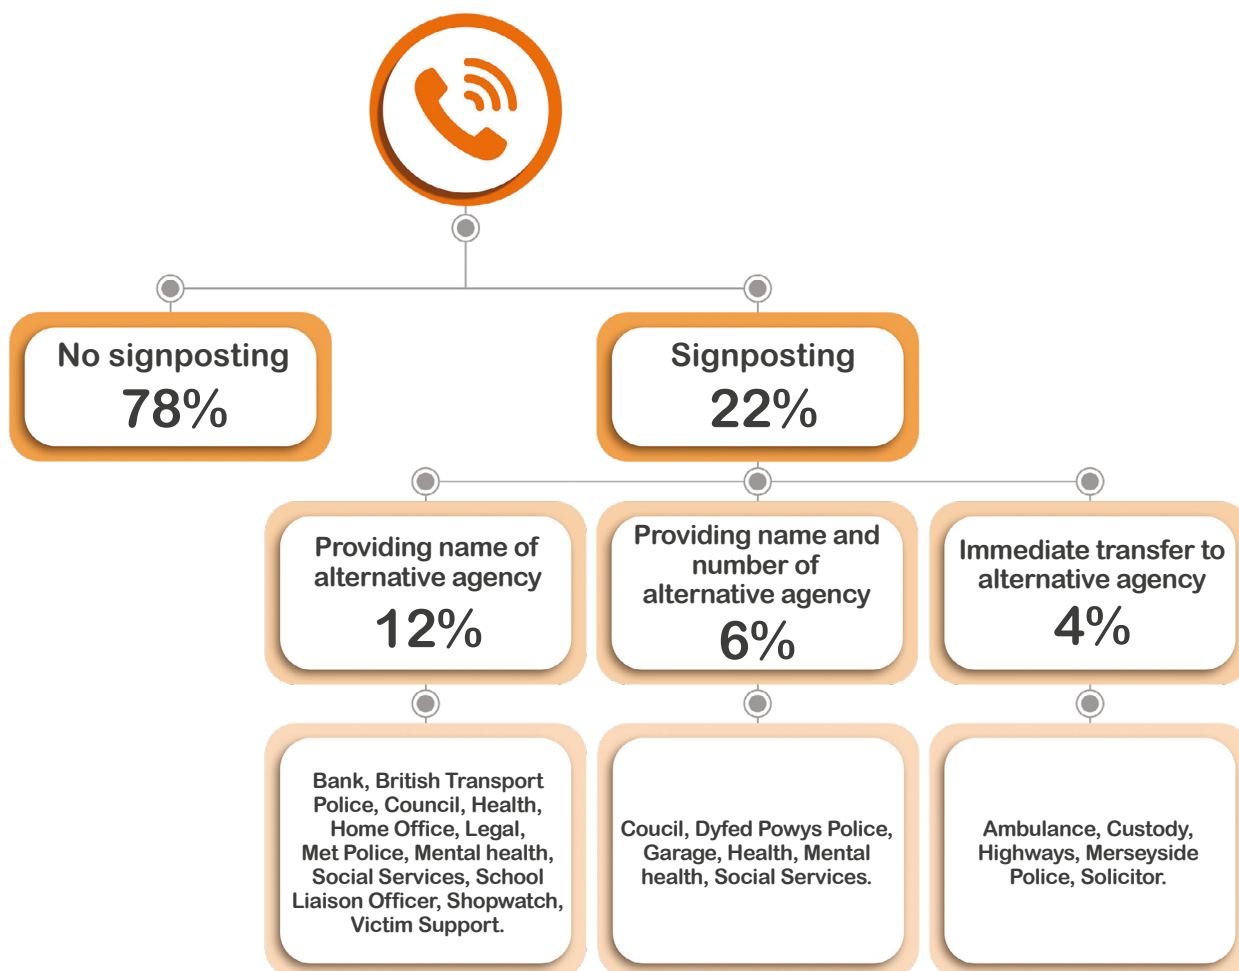 No signposting
78%
Signposting
22%
Providing name of
alternative agency
12%
Providing name and
number of
alternative agency
6%
Immediate transfer to
alternative agency
4%
Bank, British Transport
Police, Council, Health,
Home Office, Legal,
Met Police, Mental health,
Social Services, School
Liaison Officer, Shopwatch,
Victim Support.
Coucil, Dyfed Powys Police,
Garage, Health, Mental
health, Social Services.
Ambulance, Custody,
Highways, Merseyside
Police, Solicitor.